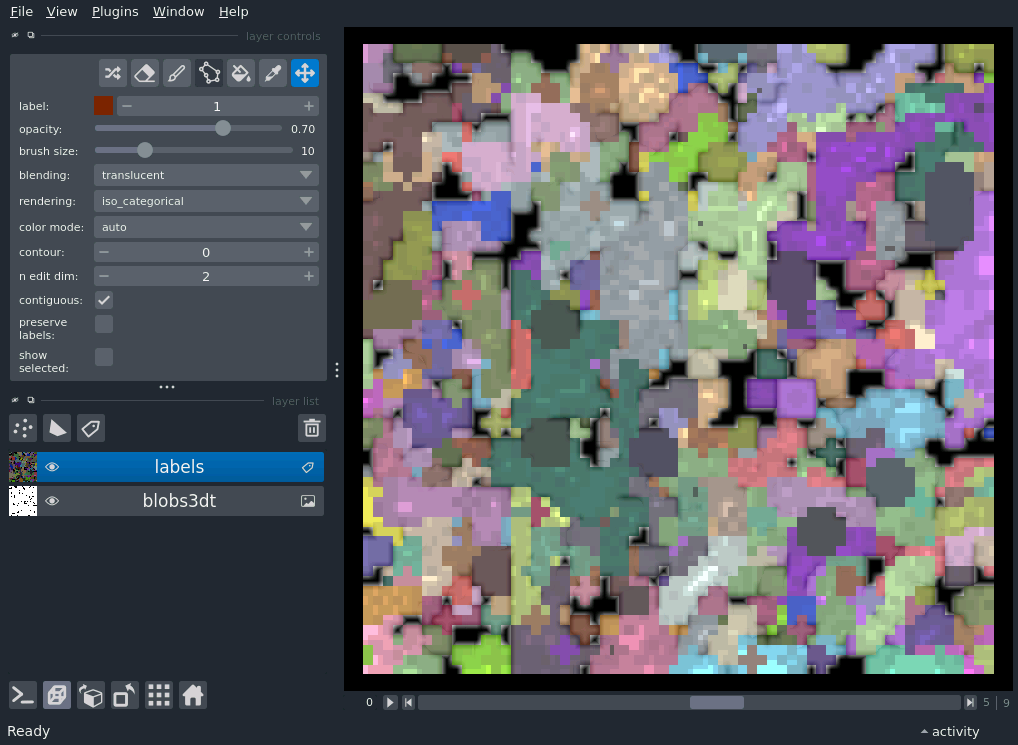 File View Plugins Window Help
layer controls
label: 1
opacity: 0.70
brush size: 10
blending: translucent
rendering: iso_categorical
color mode: auto
contour: 0
n edit dim: 2
contiguous:
preserve
labels:
show
selected:
layer list
labels
blobs3dt
0 5 9
Ready activity